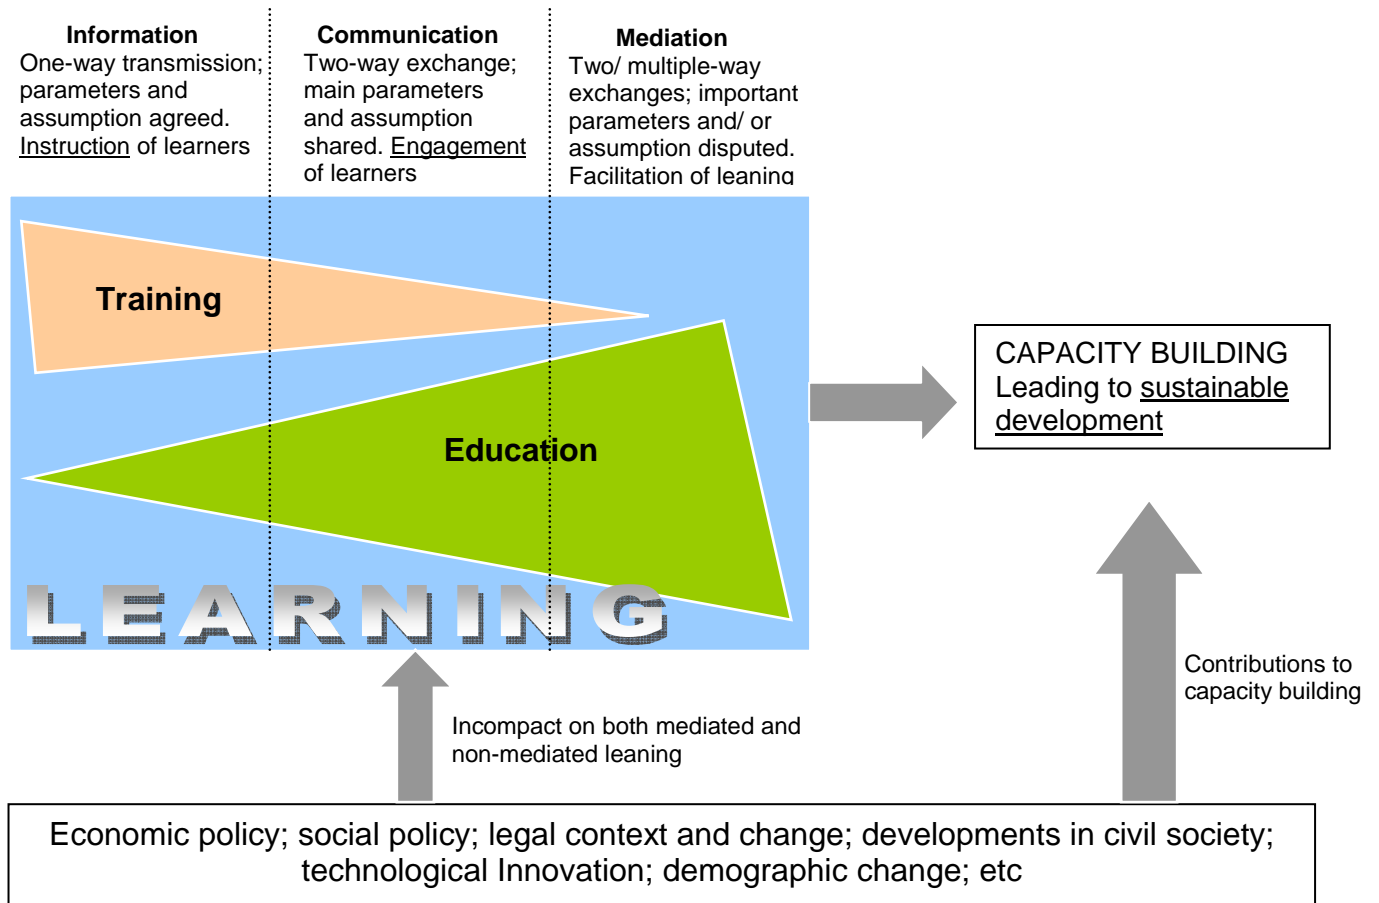 Information
One-way transmission;
parameters and
assumption agreed.
Instruction of learners
Communication
Two-way exchange;
main parameters
and assumption
shared. Engagement
of learners
Mediation
Two/ multiple-way
exchanges; important
parameters and/ or
assumption disputed.
Facilitation of leaning
Training
Education
LEARNING
CAPACITY BUILDING
Leading to sustainable
development
Contributions to
capacity building
Incompact on both mediated and
non-mediated leaning
Economic policy; social policy; legal context and change; developments in civil society;
technological Innovation; demographic change; etc